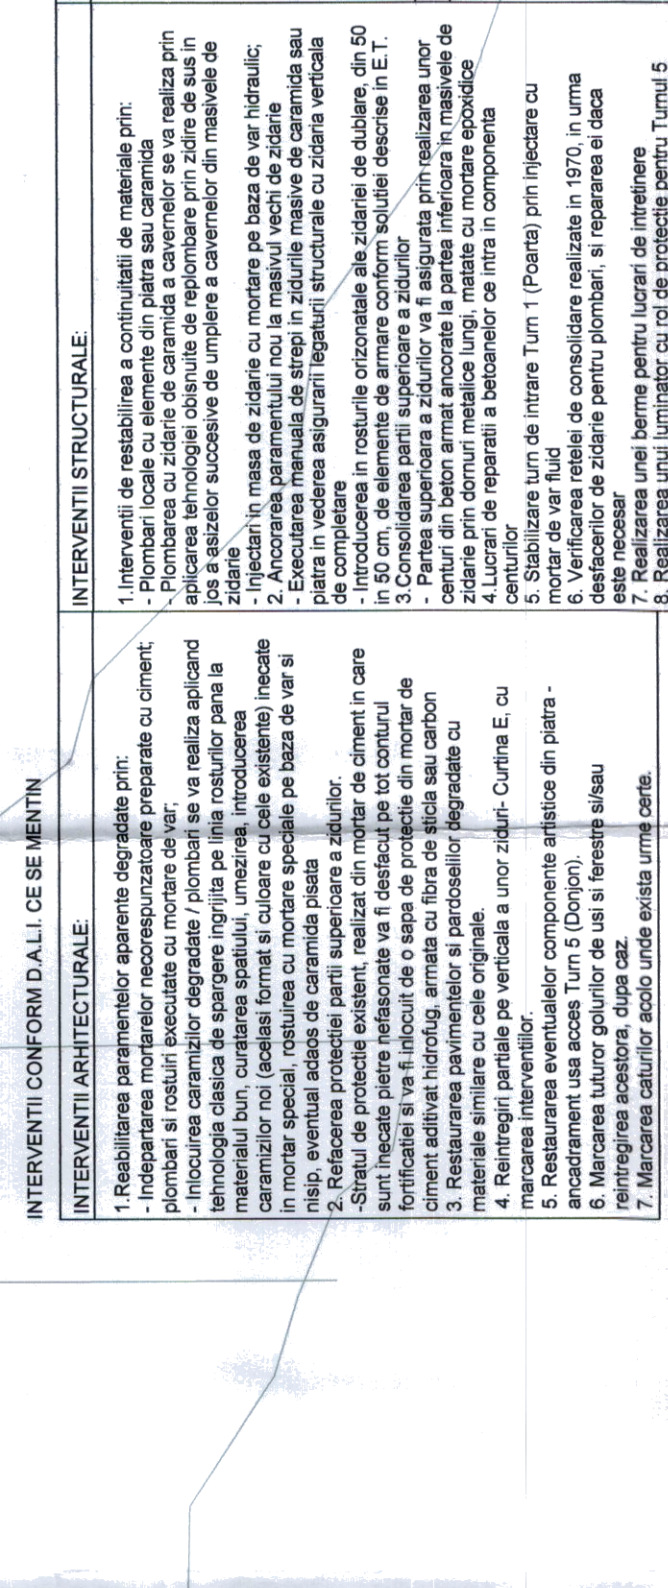 INTERVENTII CONFORM D.A.L.I. CE SE MENTIN
INTERVENTII ARHITECTURALE:
1.Reabilitarea paramentelor aparente degradate prin:
- Indepartarea mortarelor necorespunzatoare preparate cu ciment;
plombari si rostuiri executate cu mortare de var;
- Inlocuirea caramizilor degradate / plombari se va realiza aplicand
tehnologia clasica de spargere ingrijita pe linia rosturilor pana la
materialul bun, curatarea spatiului, umezirea, introducerea
caramizilor noi (acelasi format si culoare cu cele existente) inecate
in mortar special, rostuirea cu mortare speciale pe baza de var si
nisip, eventual adaos de caramida pisata
2. Refacerea protectiei partii superioare a zidurilor.
-Stratul de protectie existent, realizat din mortar de ciment in care
sunt inecate pietre nefasonate va fi desfacut pe tot conturul
fortificatiei si va fi inlocuit de o sapa de protectie din mortar de
ciment aditivat hidrofug, armata cu fibra de sticla sau carbon
3. Restaurarea pavimentelor si pardoselilor degradate cu
materiale similare cu cele originale.
4. Reintregiri partiale pe verticala a unor ziduri- Curtina E, cu
marcarea interventiilor.
5. Restaurarea eventualelor componente artistice din piatra -
ancadrament usa acces Turn 5 (Donjon).
6. Marcarea tuturor golurilor de usi si ferestre si/sau
reintregirea acestora, dupa caz.
7. Marcarea caturilor acolo unde exista urme certe.
INTERVENTII STRUCTURALE:
1.Interventii de restabilirea a continuitatii de materiale prin:
- Plombari locale cu elemente din piatra sau caramida
- Plombarea cu zidarie de caramida a cavernelor se va realiza prin
aplicarea tehnologiei obisnuite de replombare prin zidire de sus in
jos a asizelor succesive de umplere a cavernelor din masivele de
zidarie
- Injectari in masa de zidarie cu mortare pe baza de var hidraulic;
2. Ancorarea paramentului nou la masivul vechi de zidarie
- Executarea manuala de strepi in zidurile masive de caramida sau
piatra in vederea asigurarii legaturii structurale cu zidaria verticala
de completare
- Introducerea in rosturile orizonatale ale zidariei de dublare, din 50
in 50 cm, de elemente de armare conform solutiei descrise in E.T.
3.Consolidarea partii superioare a zidurilor
- Partea superioara a zidurilor va fi asigurata prin realizarea unor
centuri din beton armat ancorate la partea inferioara in masivele de
zidarie prin dornuri metalice lungi, matate cu mortare epoxidice
4.Lucrari de reparatii a betoanelor ce intra in componenta
centurilor
5. Stabilizare turn de intrare Turn 1 (Poarta) prin injectare cu
mortar de var fluid
6. Verificarea retelei de consolidare realizate in 1970, in urma
desfacerilor de zidarie pentru plombari, si repararea ei daca
este necesar
7. Realizarea unei berme pentru lucrari de intretinere
8. Realizarea unui luminator cu rol de protectie pentru Turnul 5